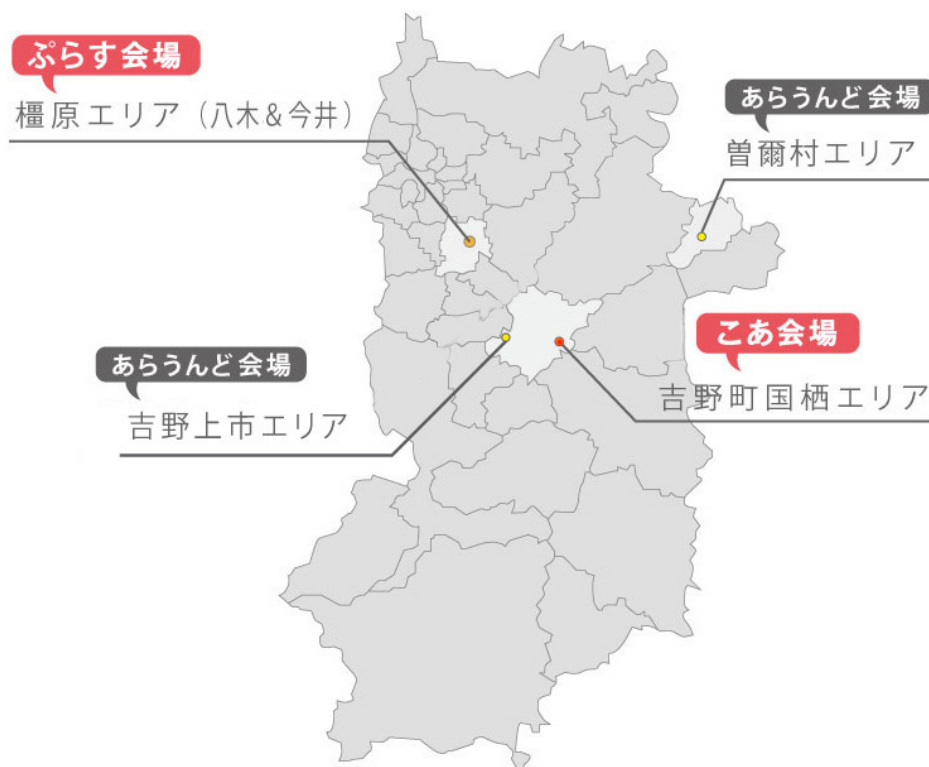 ぷらす会場
橿原エリア（八木&今井）
あらうんど会場
曽爾村エリア
こあ会場
吉野町国栖エリア
あらうんど会場
吉野上市エリア